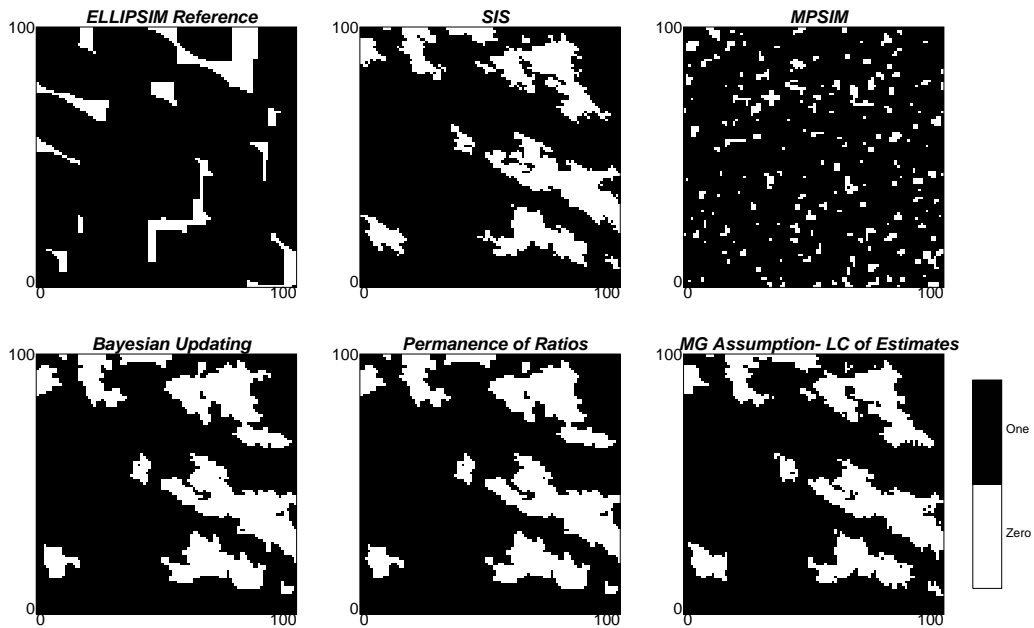 ELLIPSIM Reference
SIS
MPSIM
100
100
100
0
0
0
0 100
0 100
0 100
Bayesian Updating
Permanence of Ratios
MG Assumption- LC of Estimates
100
100
100
One
Zero
0
0
0
0 100
0 100
0 100